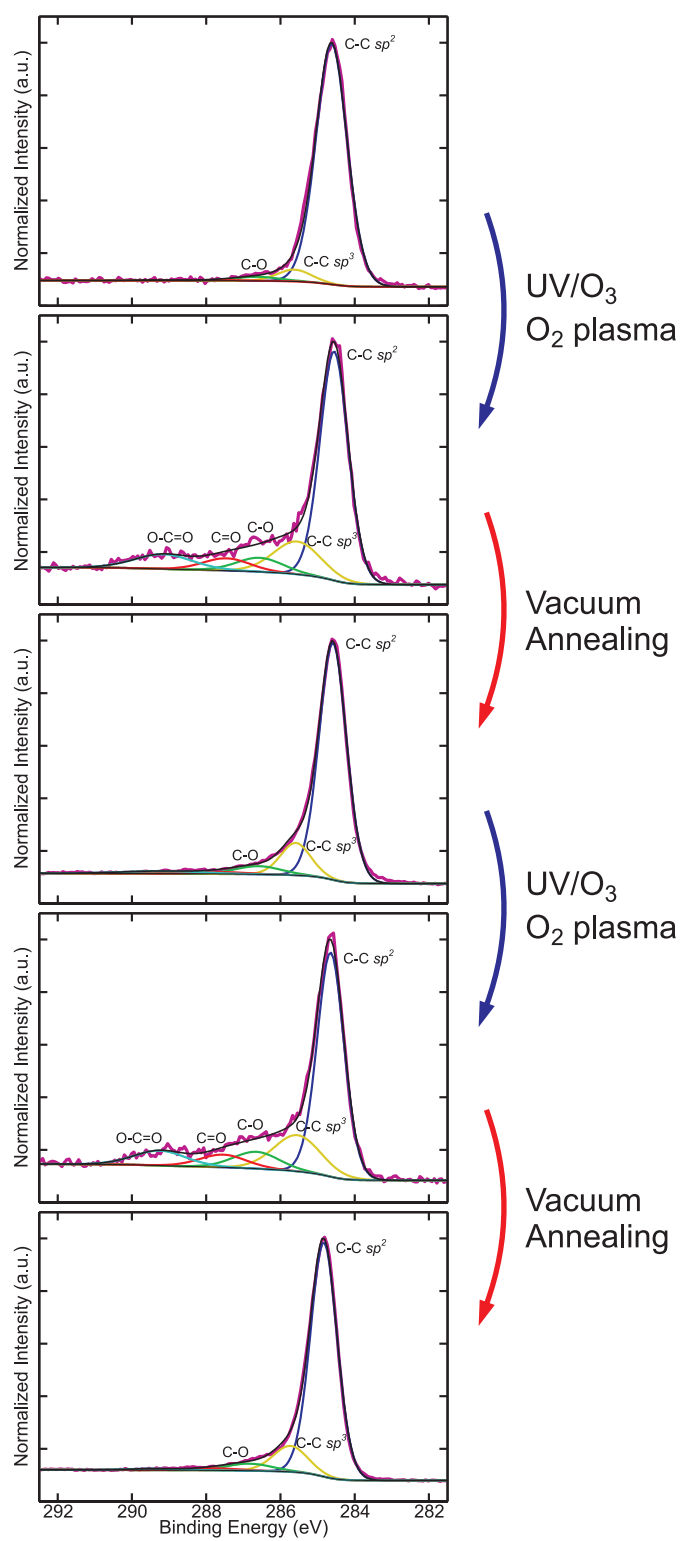 Normalized Intensity (a.u.)
C-C sp²
C-O
C-C sp³
UV/O₃
O₂ plasma
Normalized Intensity (a.u.)
C-C sp²
O-C=O
C=O
C-O
C-C sp³
Vacuum
Annealing
Normalized Intensity (a.u.)
C-C sp²
C-O
C-C sp³
UV/O₃
O₂ plasma
Normalized Intensity (a.u.)
C-C sp²
O-C=O
C=O
C-O
C-C sp³
Vacuum
Annealing
Normalized Intensity (a.u.)
C-C sp²
C-O
C-C sp³
292 290 288 286 284 282
Binding Energy (eV)